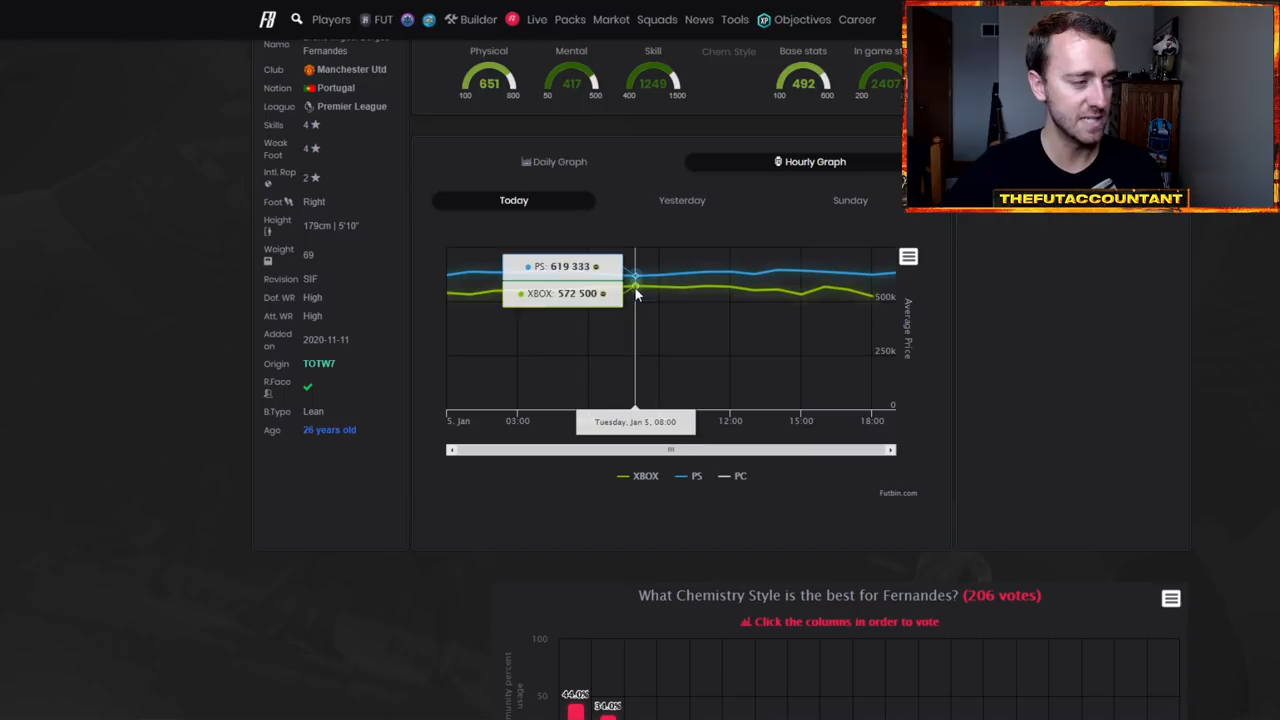 Players FUT Builder Live Packs Market Squads News Tools XP Objectives Career
Name
Fernandes
Club Manchester Utd
Nation Portugal
League Premier League
Skills 4★
Weak Foot 4★
Intl. Rep 2★
Foot Right
Height 179cm | 5'10"
Weight 69
Revision SIF
Def. WR High
Att. WR High
Added on 2020-11-11
Origin TOTW7
R.Face
B.Type Lean
Age 26 years old
Physical Mental Skill Chem. Style Base stats In game st
651 417 1249 492 2407
100 800 50 500 400 1500 100 600 200
Daily Graph Hourly Graph
Today Yesterday Sunday
PS: 619 333
XBOX: 572 500
500k
250k
0
Average Price
5. Jan 03:00 12:00 15:00 18:00
Tuesday, Jan 5, 08:00
XBOX PS PC
Futbin.com
What Chemistry Style is the best for Fernandes? (206 votes)
Click the columns in order to vote
100
50
44.0%
34.0%
munity percent
usage
THEFUTACCOUNTANT